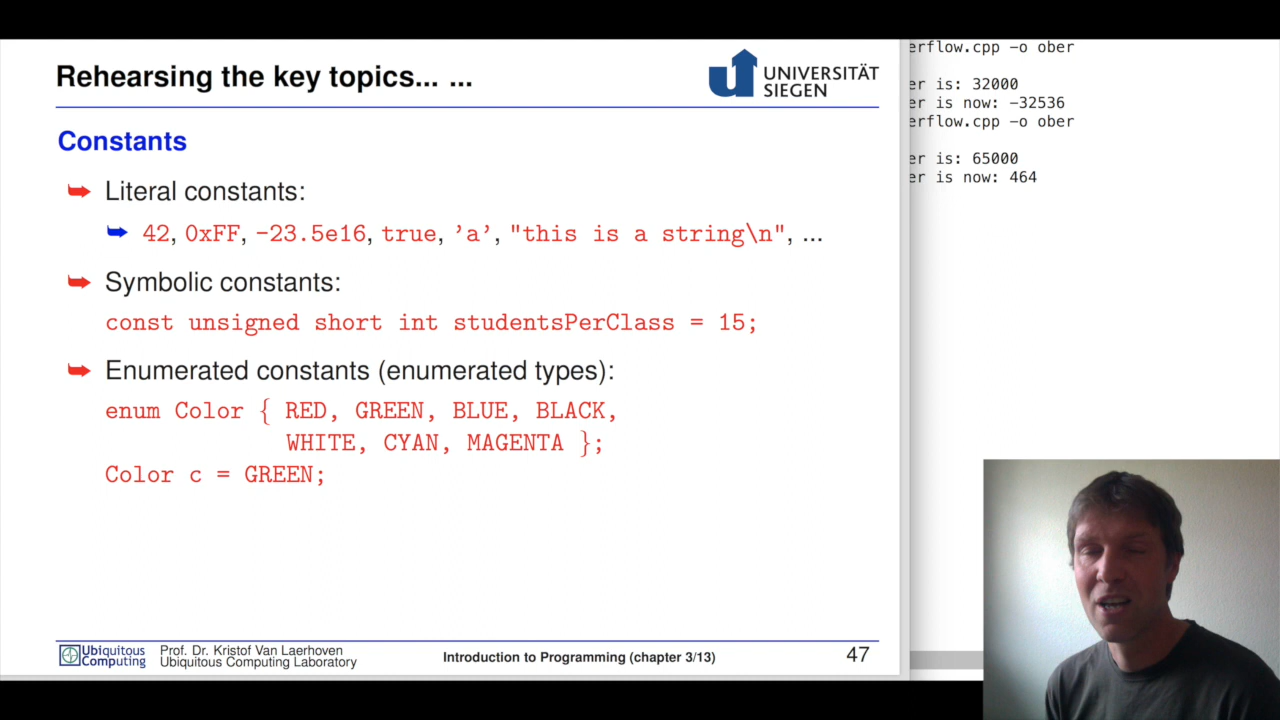 Rehearsing the key topics... ...
UNIVERSITÄT
SIEGEN
Constants
Literal constants:
42, 0xFF, -23.5e16, true, ’a’, "this is a string\n", ...
Symbolic constants:
const unsigned short int studentsPerClass = 15;
Enumerated constants (enumerated types):
enum Color { RED, GREEN, BLUE, BLACK,
WHITE, CYAN, MAGENTA };
Color c = GREEN;
Ubiquitous
Computing
Prof. Dr. Kristof Van Laerhoven
Ubiquitous Computing Laboratory
Introduction to Programming (chapter 3/13)
47
erflow.cpp -o ober
er is: 32000
er is now: -32536
erflow.cpp -o ober
er is: 65000
er is now: 464